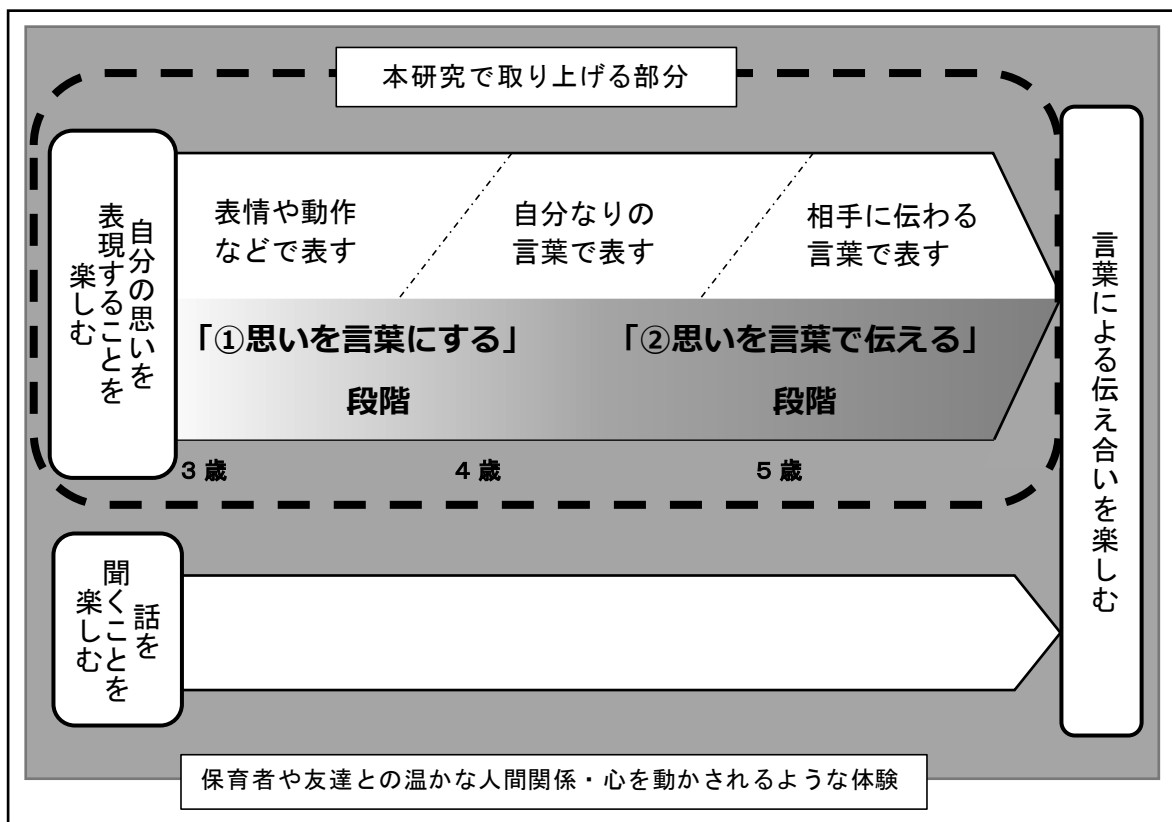 本研究で取り上げる部分
自分の思いを
表現することを
楽しむ
表情や動作
などで表す
自分なりの
言葉で表す
相手に伝わる
言葉で表す
「①思いを言葉にする」
段階
「②思いを言葉で伝える」
段階
3歳
4歳
5歳
話を
聞くことを
楽しむ
言葉による伝え合いを楽しむ
保育者や友達との温かな人間関係・心を動かされるような体験